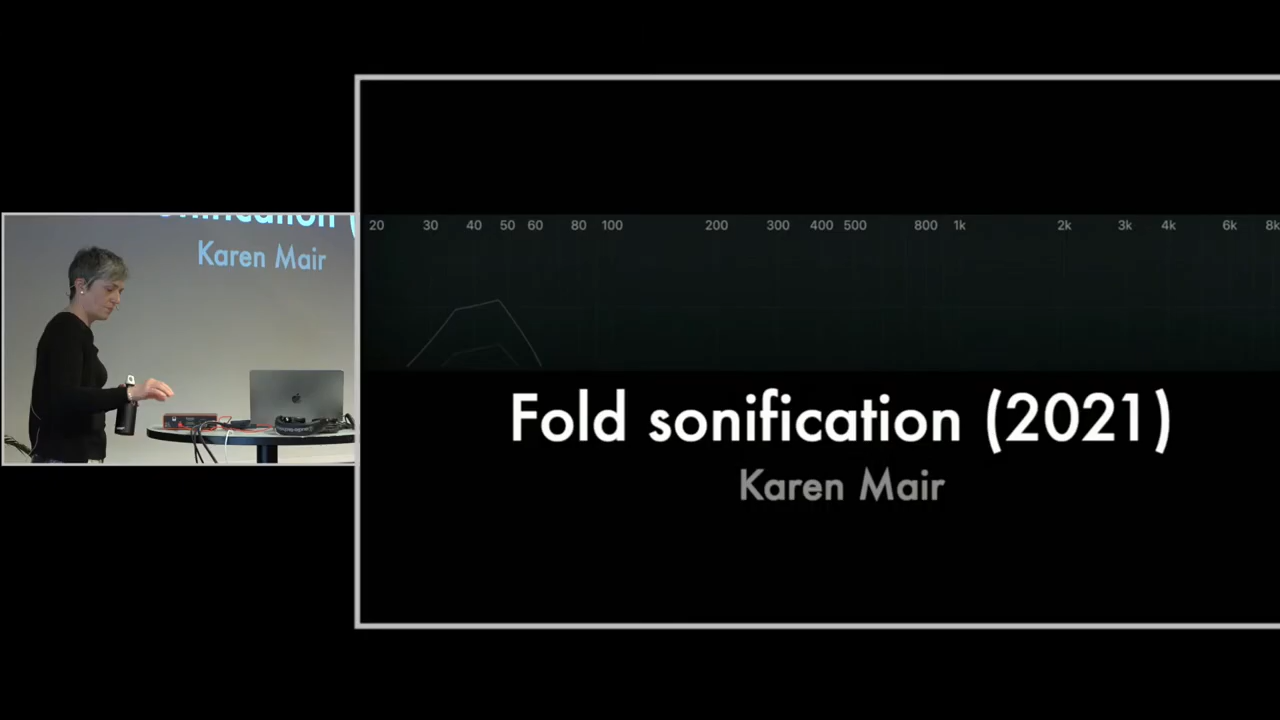 20 30 40 50 60 80 100 200 300 400 500 800 1k 2k 3k 4k 6k 8k
Fold sonification (2021)
Karen Mair
sonification (
Karen Mair